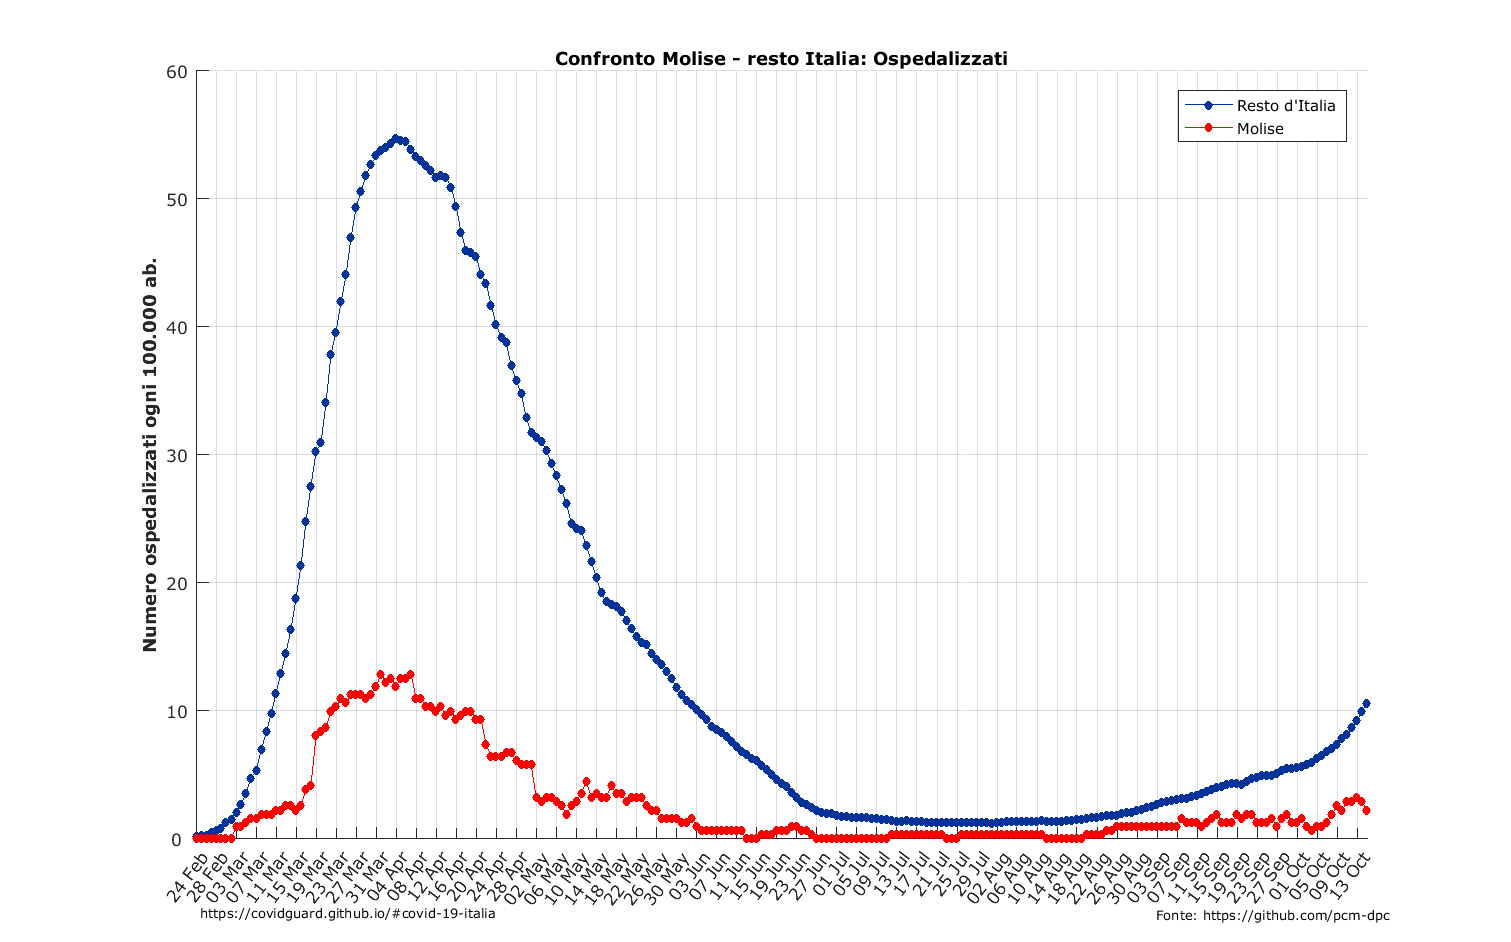 Confronto Molise - resto Italia: Ospedalizzati
Resto d'Italia
Molise
Numero ospedalizzati ogni 100.000 ab.
60
50
40
30
20
10
0
24 Feb
28 Feb
03 Mar
07 Mar
11 Mar
15 Mar
19 Mar
23 Mar
27 Mar
31 Mar
04 Apr
08 Apr
12 Apr
16 Apr
20 Apr
24 Apr
28 Apr
02 May
06 May
10 May
14 May
18 May
22 May
26 May
30 May
03 Jun
07 Jun
11 Jun
15 Jun
19 Jun
23 Jun
27 Jun
01 Jul
05 Jul
09 Jul
13 Jul
17 Jul
21 Jul
25 Jul
29 Jul
02 Aug
06 Aug
10 Aug
14 Aug
18 Aug
22 Aug
26 Aug
30 Aug
03 Sep
07 Sep
11 Sep
15 Sep
19 Sep
23 Sep
27 Sep
01 Oct
05 Oct
09 Oct
13 Oct
https://covidguard.github.io/#covid-19-italia
Fonte: https://github.com/pcm-dpc